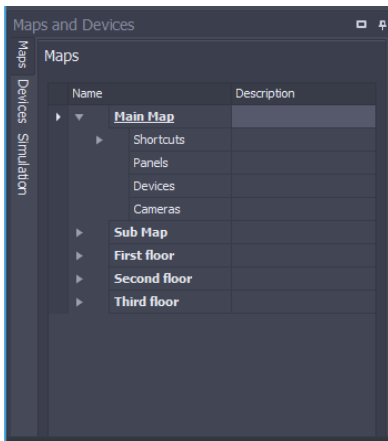 Maps and Devices
Maps
Devices
Simulation
Maps
Name Description
Main Map
Shortcuts
Panels
Devices
Cameras
Sub Map
First floor
Second floor
Third floor